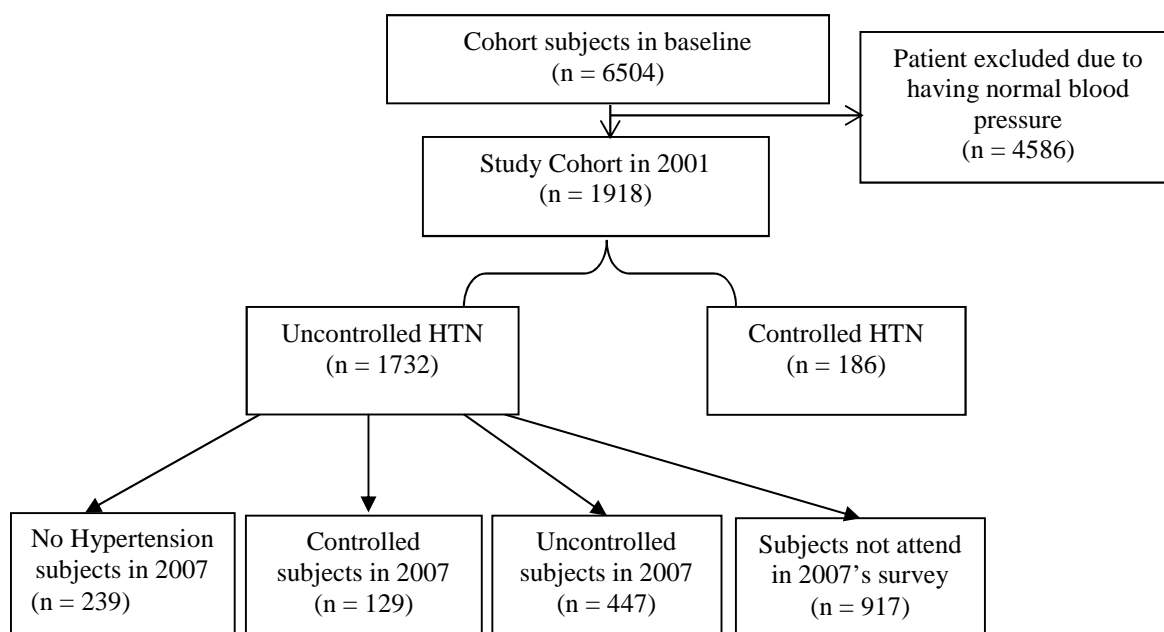 Cohort subjects in baseline
(n = 6504)
Patient excluded due to
having normal blood
pressure
(n = 4586)
Study Cohort in 2001
(n = 1918)
Uncontrolled HTN
(n = 1732)
Controlled HTN
(n = 186)
No Hypertension
subjects in 2007
(n = 239)
Controlled
subjects in 2007
(n = 129)
Uncontrolled
subjects in 2007
(n = 447)
Subjects not attend
in 2007’s survey
(n = 917)